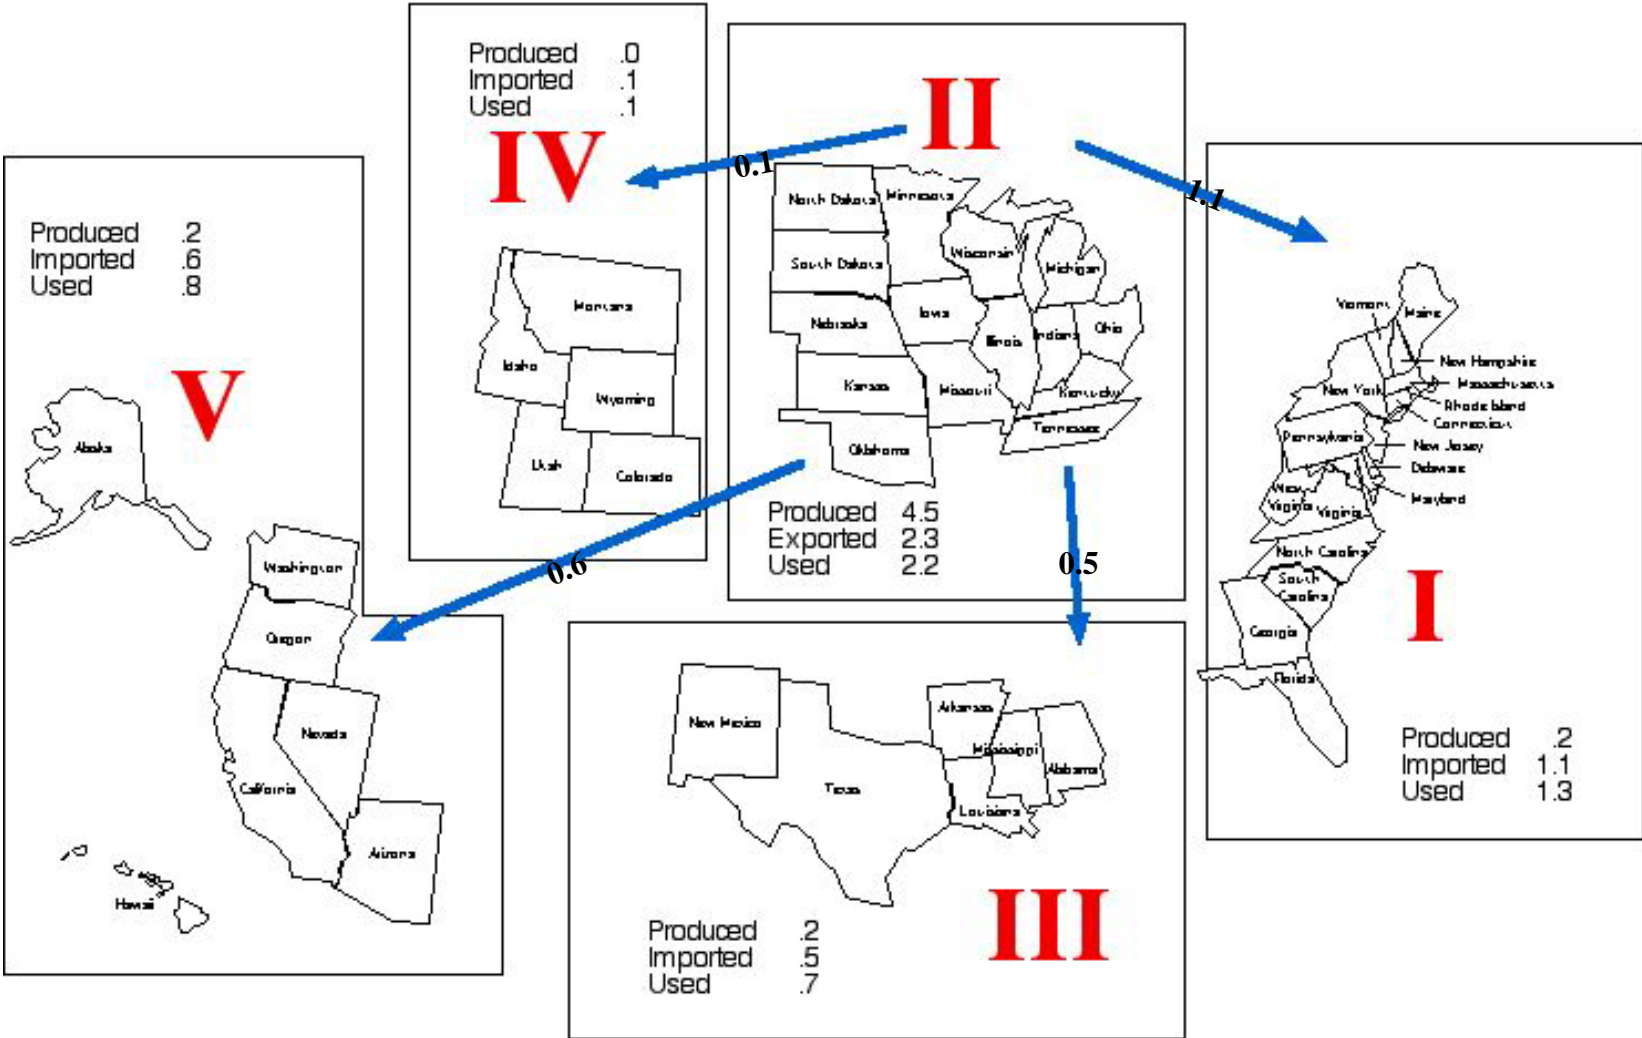 Produced .0
Imported .1
Used .1
IV
II
0.1
1.1
Produced .2
Imported .6
Used .8
V
North Dakota
Minnesota
South Dakota
Wisconsin
Michigan
Nebraska
Iowa
Illinois
Indiana
Ohio
Kansas
Missouri
Kentucky
Oklahoma
Tennessee
Produced 4.5
Exported 2.3
Used 2.2
0.6
0.5
Montana
Idaho
Wyoming
Utah
Colorado
Alaska
Washington
Oregon
Nevada
California
Arizona
Hawaii
Vermont
Maine
New Hampshire
Massachusetts
New York
Rhode Island
Connecticut
Pennsylvania
New Jersey
Delaware
West
Virginia
Virginia
Maryland
North Carolina
South
Carolina
Georgia
Florida
I
Produced .2
Imported 1.1
Used 1.3
New Mexico
Texas
Arkansas
Mississippi
Alabama
Louisiana
Produced .2
Imported .5
Used .7
III